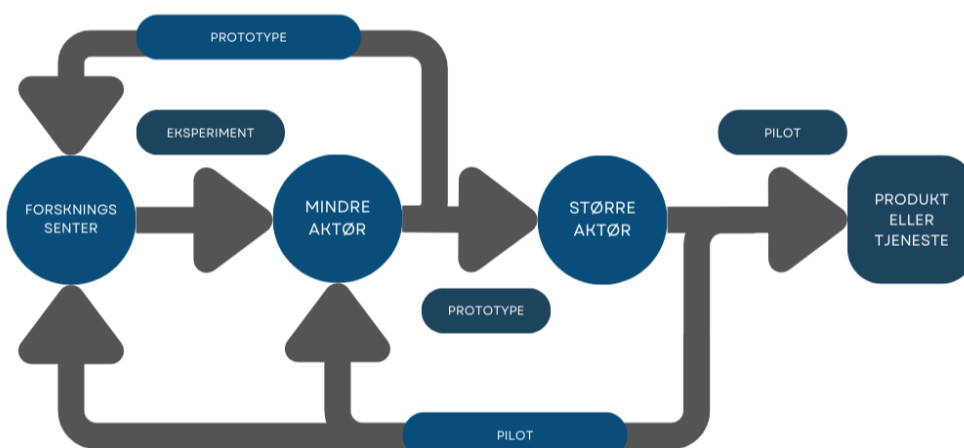 PROTOTYPE
EKSPERIMENT
PILOT
FORSKNINGS
SENTER
MINDRE
AKTØR
STØRRE
AKTØR
PRODUKT
ELLER
TJENESTE
PROTOTYPE
PILOT